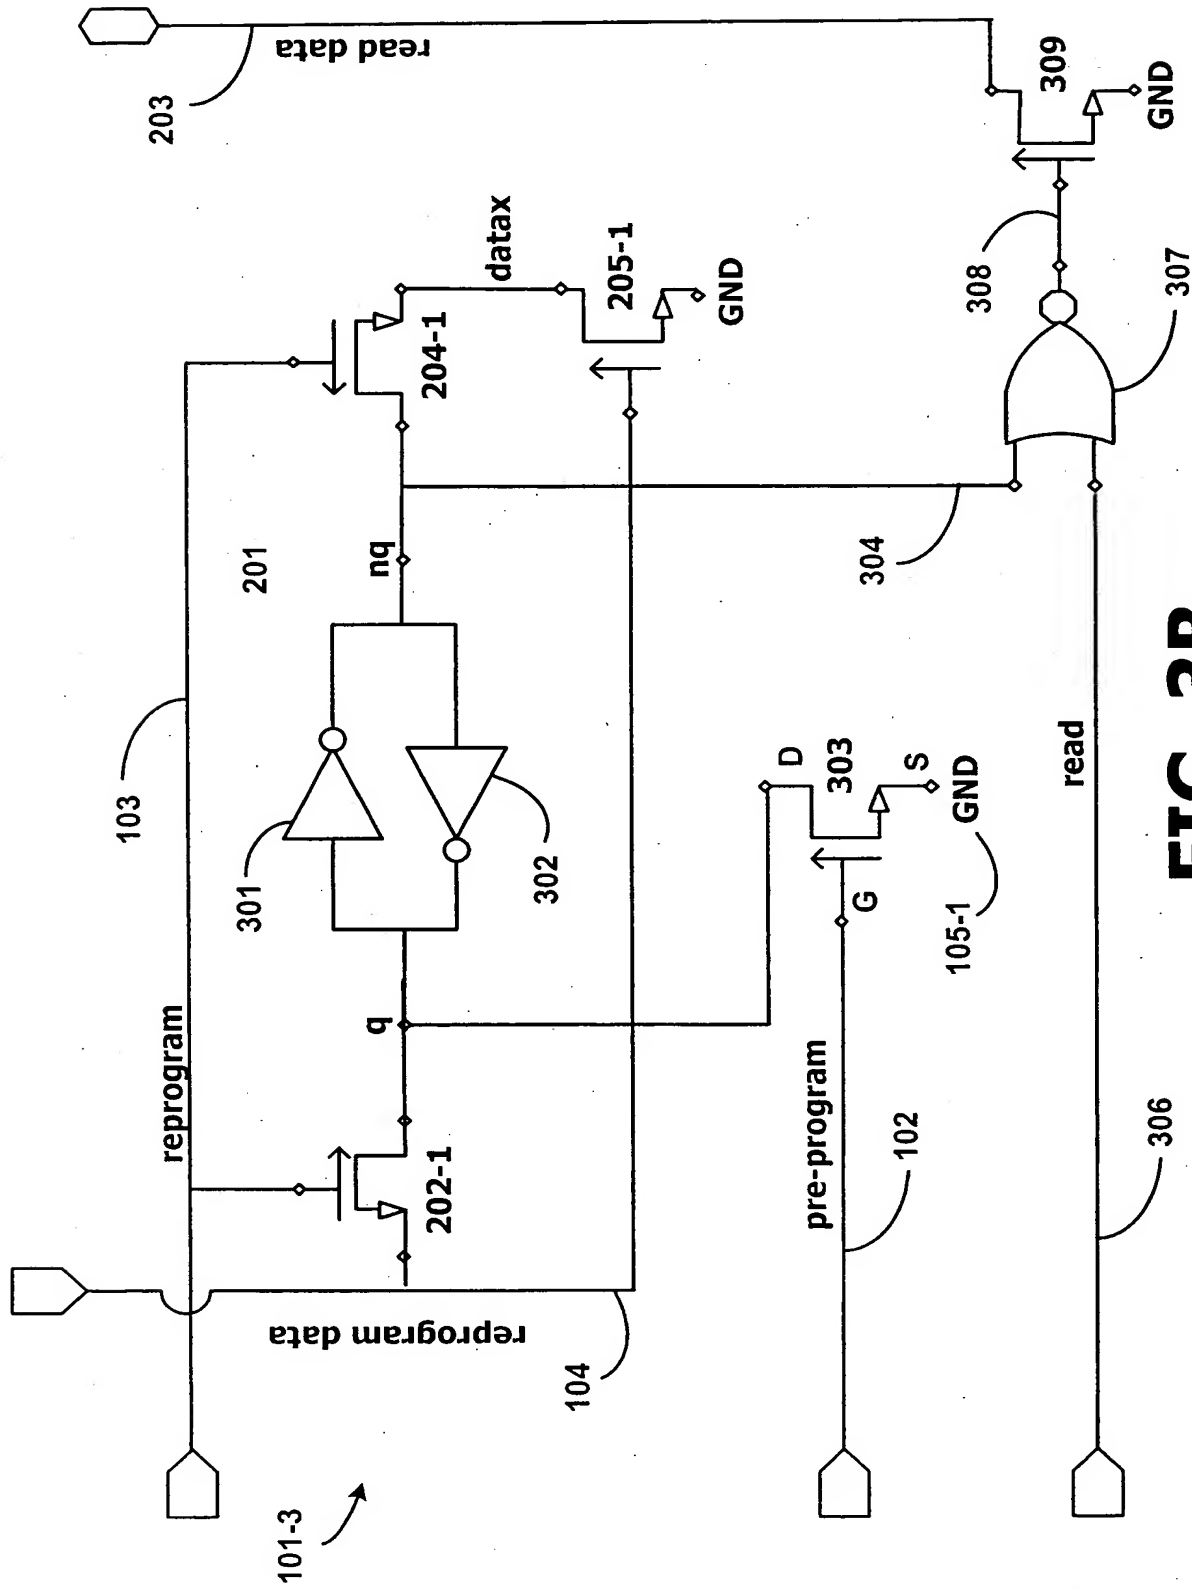 101-3
reprogram
103
203
read data
reprogram data
201
301
nq
q
202-1
204-1
datax
302
104
205-1
GND
pre-program
102
G
D
303
S
GND
105-1
304
308
309
GND
read
306
307
FIG